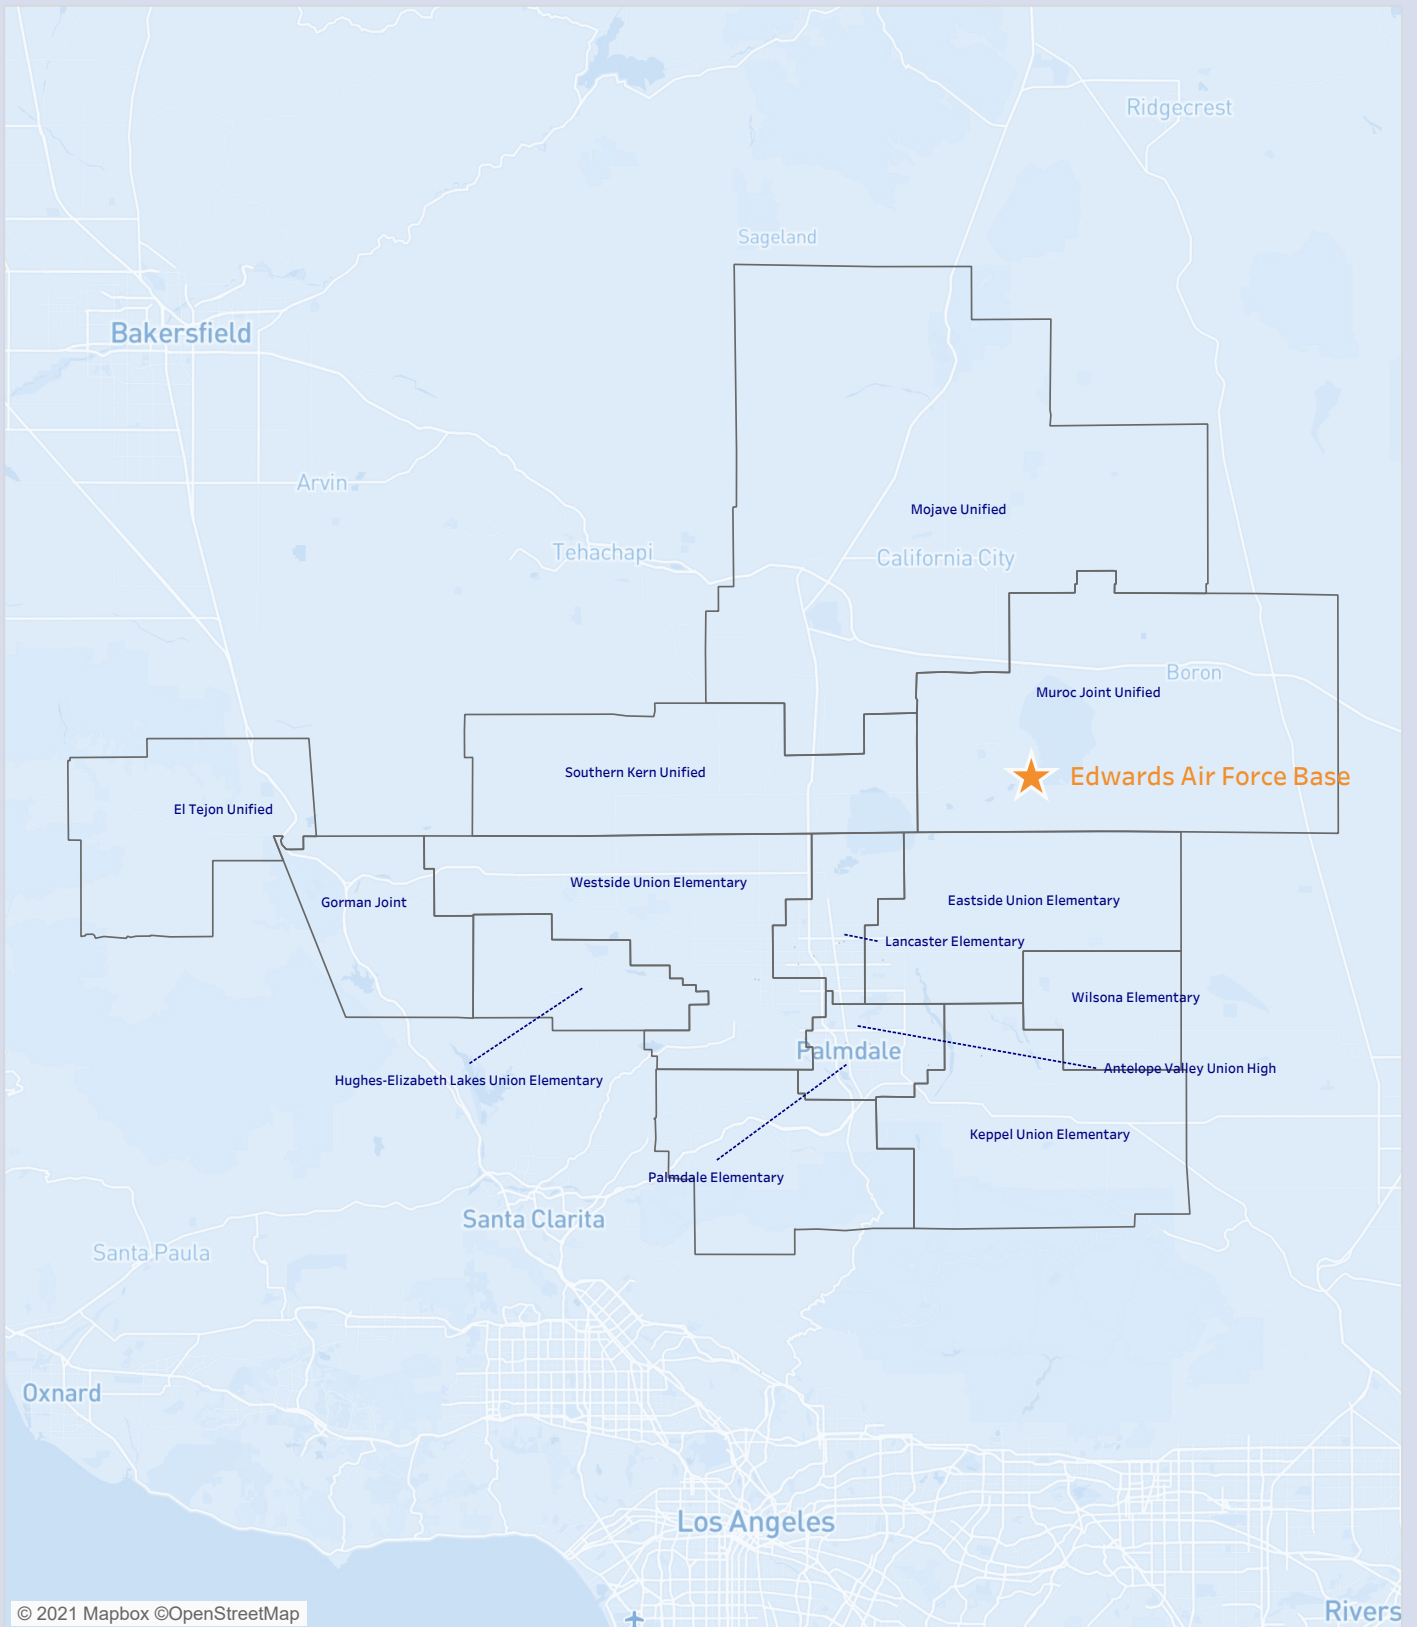 Ridgecrest
Sageland
Bakersfield
Arvin
Mojave Unified
Tehachapi
California City
Boron
Muroc Joint Unified
Southern Kern Unified
Edwards Air Force Base
El Tejon Unified
Westside Union Elementary
Gorman Joint
Eastside Union Elementary
Lancaster Elementary
Wilsona Elementary
Palmdale
Antelope Valley Union High
Hughes-Elizabeth Lakes Union Elementary
Keppel Union Elementary
Palmdale Elementary
Santa Clarita
Santa Paula
Oxnard
Los Angeles
© 2021 Mapbox ©OpenStreetMap
Rivers